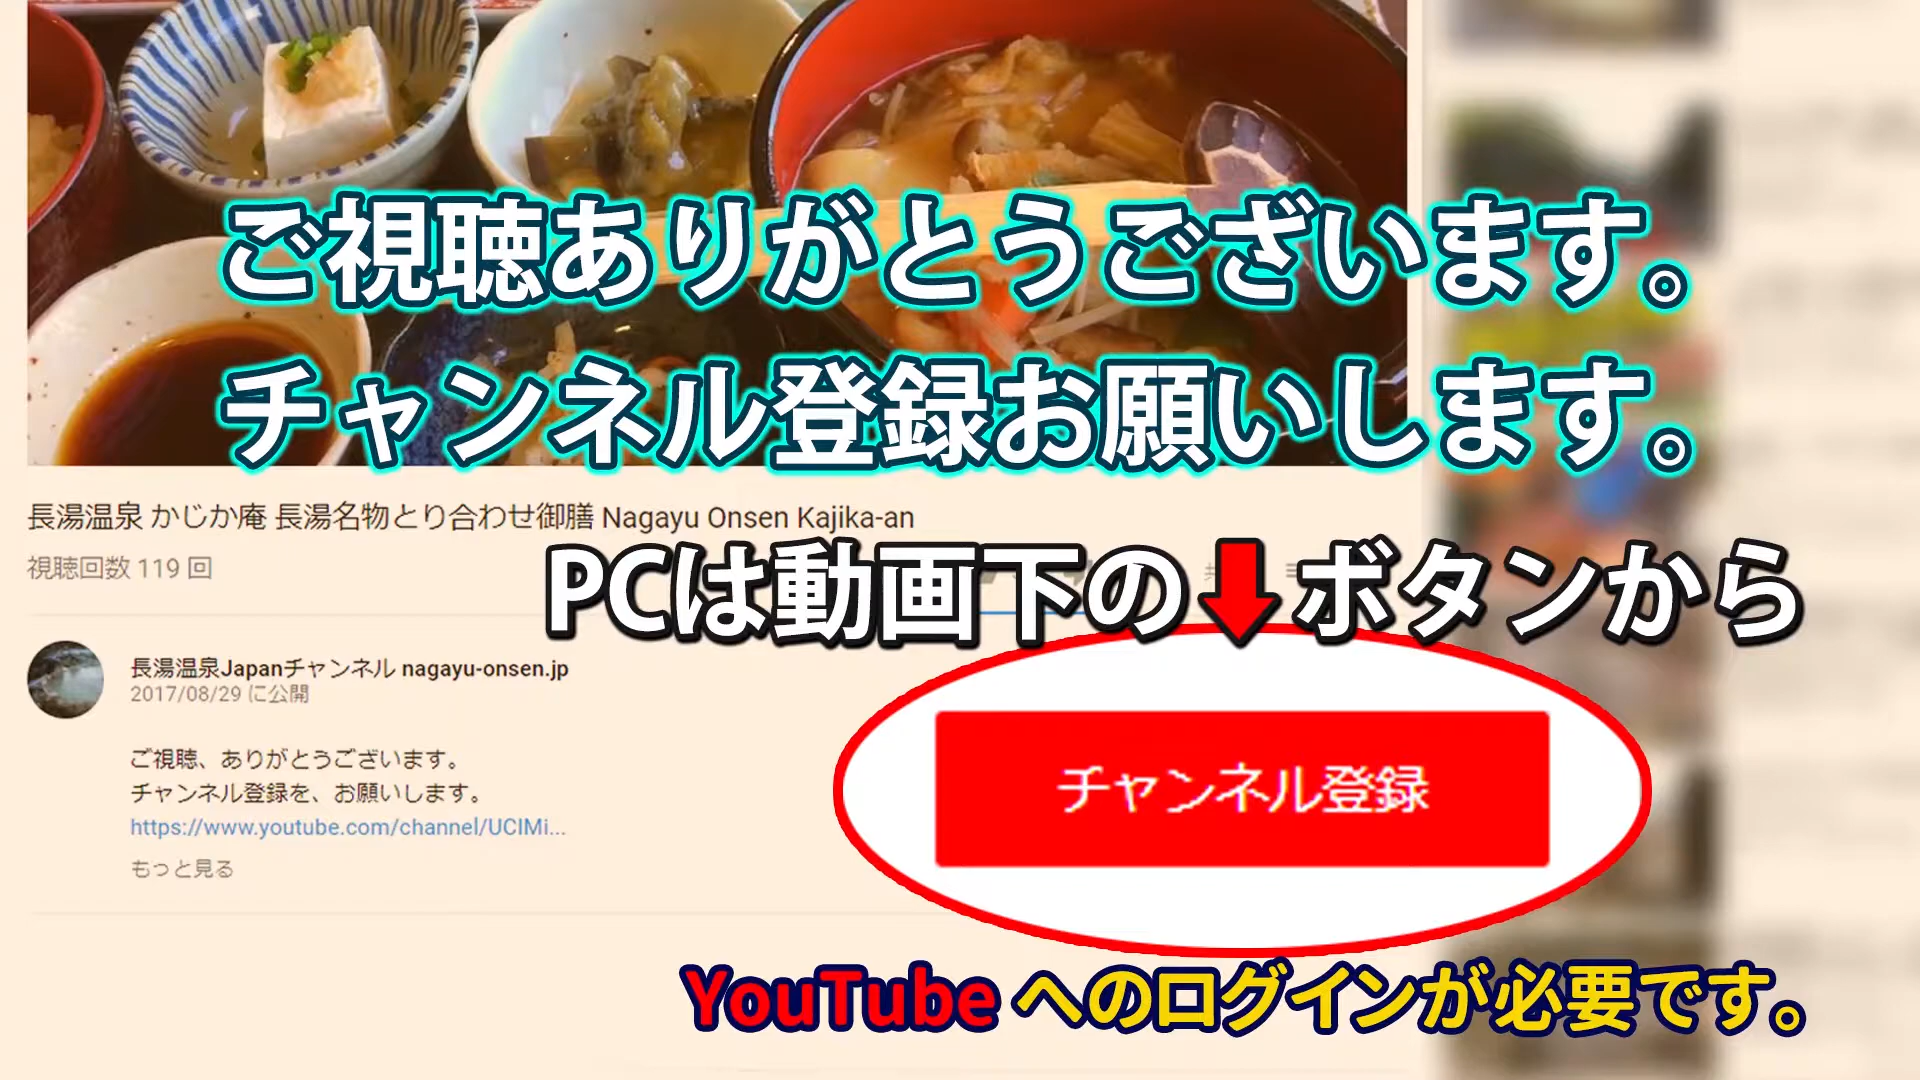 ご視聴ありがとうございます。
チャンネル登録お願いします。
長湯温泉 かじか庵 長湯名物とり合わせ御膳 Nagayu Onsen Kajika-an
視聴回数 119 回
PCは動画下の⬇ボタンから
長湯温泉Japanチャンネル nagayu-onsen.jp
2017/08/29 に公開
ご視聴、ありがとうございます。
チャンネル登録を、お願いします。
https://www.youtube.com/channel/UCIMi...
もっと見る
チャンネル登録
YouTube へのログインが必要です。